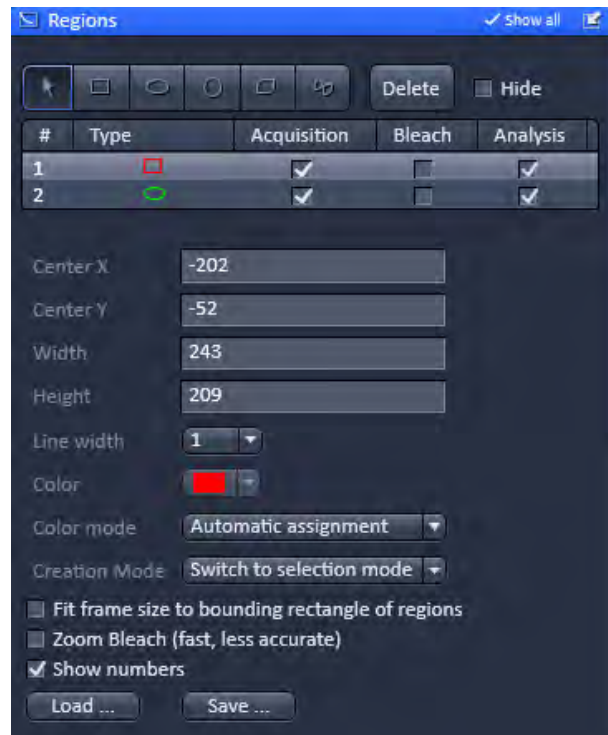 Regions Show all
Delete Hide
# Type Acquisition Bleach Analysis
1
2
Center X -202
Center Y -52
Width 243
Height 209
Line width 1
Color
Color mode Automatic assignment
Creation Mode Switch to selection mode
Fit frame size to bounding rectangle of regions
Zoom Bleach (fast, less accurate)
Show numbers
Load ... Save ...